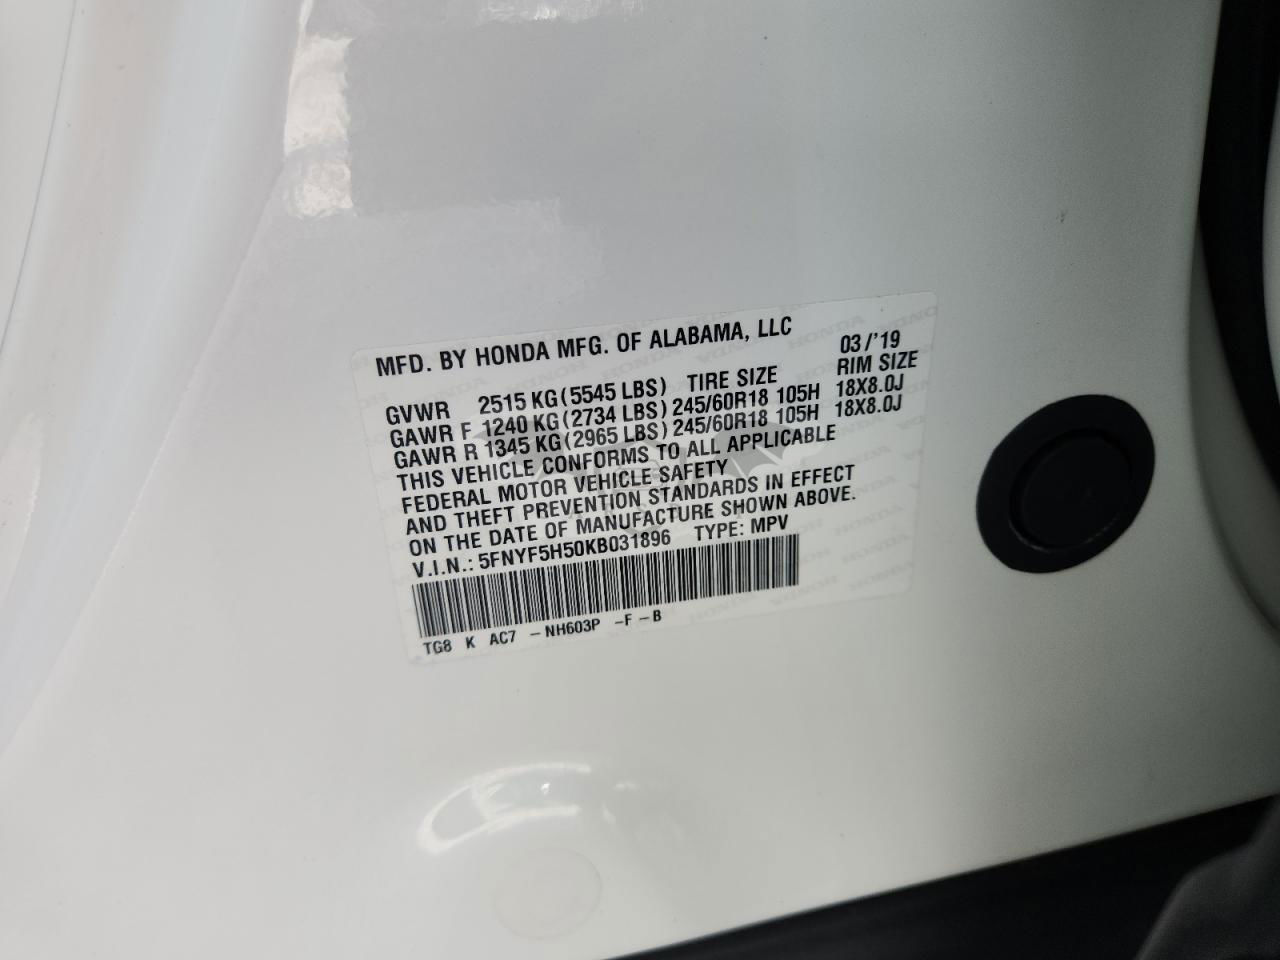 MFD. BY HONDA MFG. OF ALABAMA, LLC
03/'19
GVWR 2515 KG(5545 LBS) TIRE SIZE RIM SIZE
GAWR F 1240 KG(2734 LBS) 245/60R18 105H 18X8.0J
GAWR R 1345 KG(2965 LBS) 245/60R18 105H 18X8.0J
THIS VEHICLE CONFORMS TO ALL APPLICABLE
FEDERAL MOTOR VEHICLE SAFETY
AND THEFT PREVENTION STANDARDS IN EFFECT
ON THE DATE OF MANUFACTURE SHOWN ABOVE.
V.I.N.: 5FNYF5H50KB031896 TYPE: MPV
TG8 K AC7 -NH603P -F-B